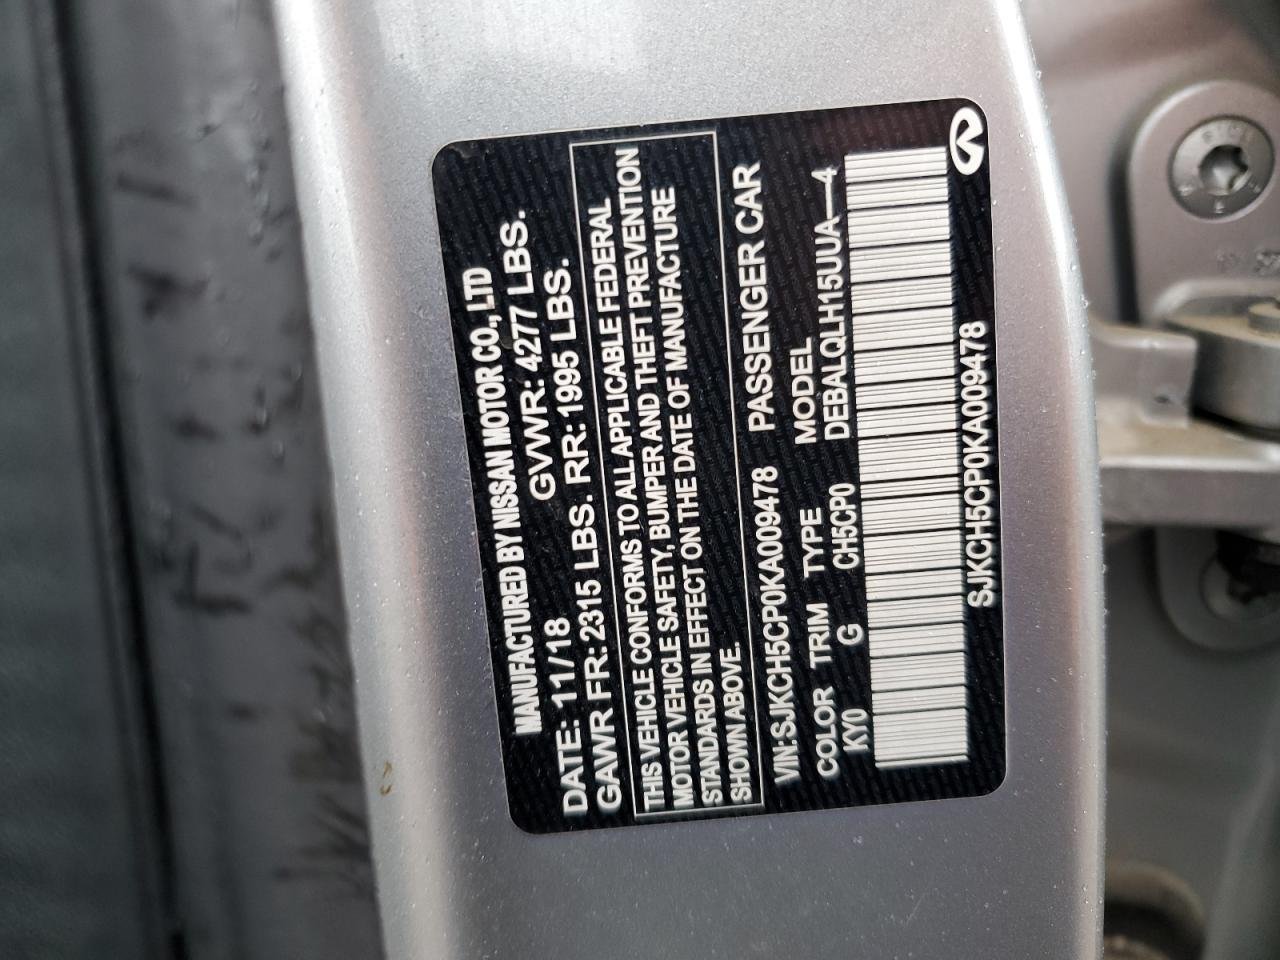 MANUFACTURED BY NISSAN MOTOR CO., LTD
DATE: 11/18 GVWR: 4277 LBS.
GAWR FR: 2315 LBS. RR: 1995 LBS.
THIS VEHICLE CONFORMS TO ALL APPLICABLE FEDERAL
MOTOR VEHICLE SAFETY, BUMPER AND THEFT PREVENTION
STANDARDS IN EFFECT ON THE DATE OF MANUFACTURE
SHOWN ABOVE.
VIN: SJKCH5CP0KA009478 PASSENGER CAR
COLOR TRIM TYPE MODEL
KY0 G CH5CP0 DEBALQLH15UUA—4
SJKCH5CP0KA009478